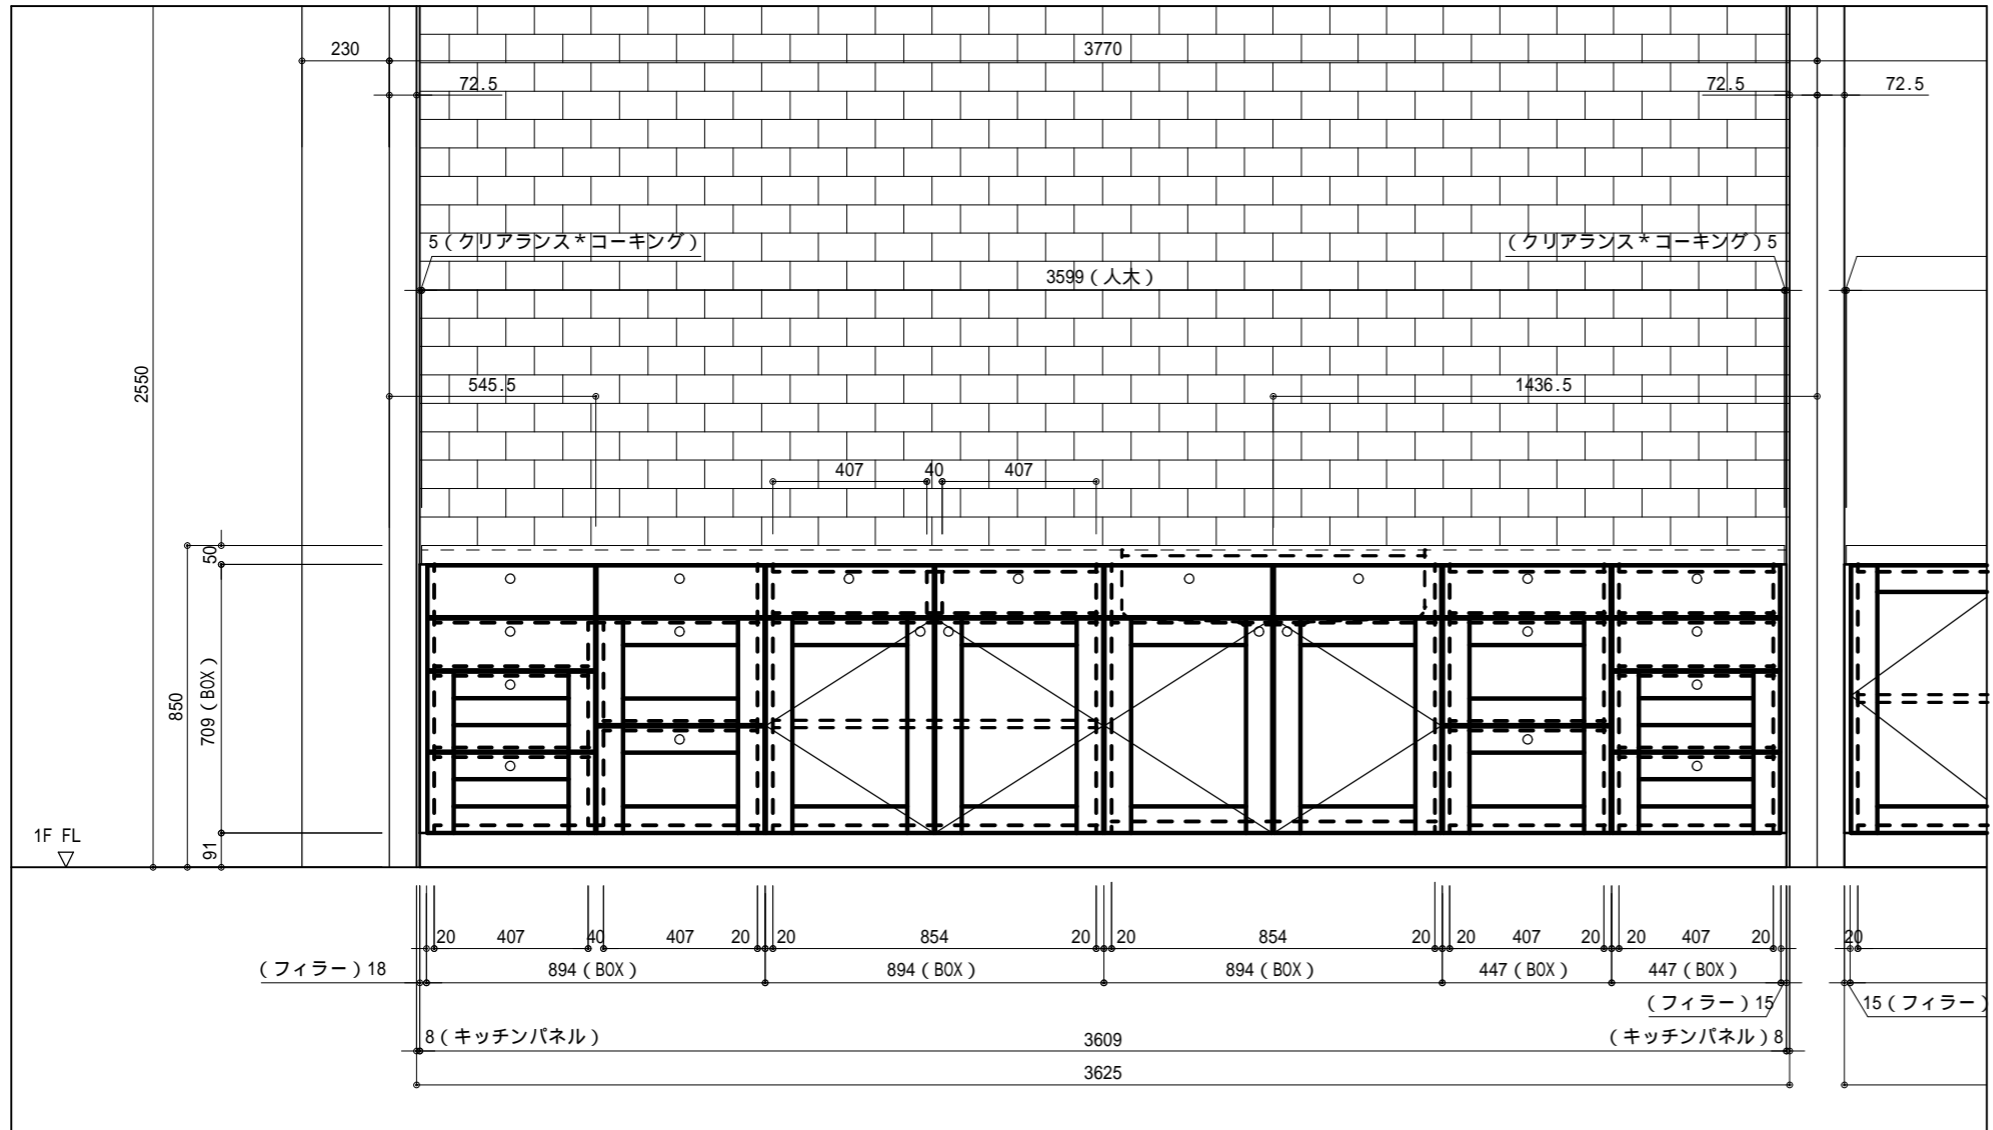 230
3770
72.5
72.5
72.5
5(クリアランス*コーキング)
(クリアランス*コーキング)5
3599(人大)
2550
545.5
1436.5
407
40
407
50
850
709(BOX)
91
1F FL
20
407
40
407
20
20
854
20
20
854
20
20
407
20
20
407
20
20
(フィラー)18
894(BOX)
894(BOX)
894(BOX)
447(BOX)
447(BOX)
(フィラー)15
15(フィラー)
8(キッチンパネル)
3609
(キッチンパネル)8
3625